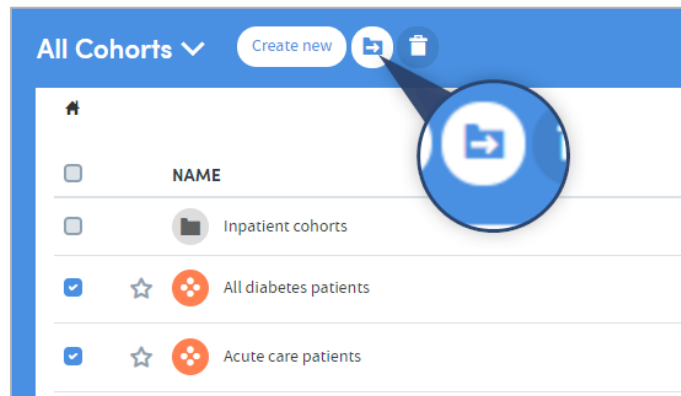 All Cohorts Create new
NAME
Inpatient cohorts
All diabetes patients
Acute care patients